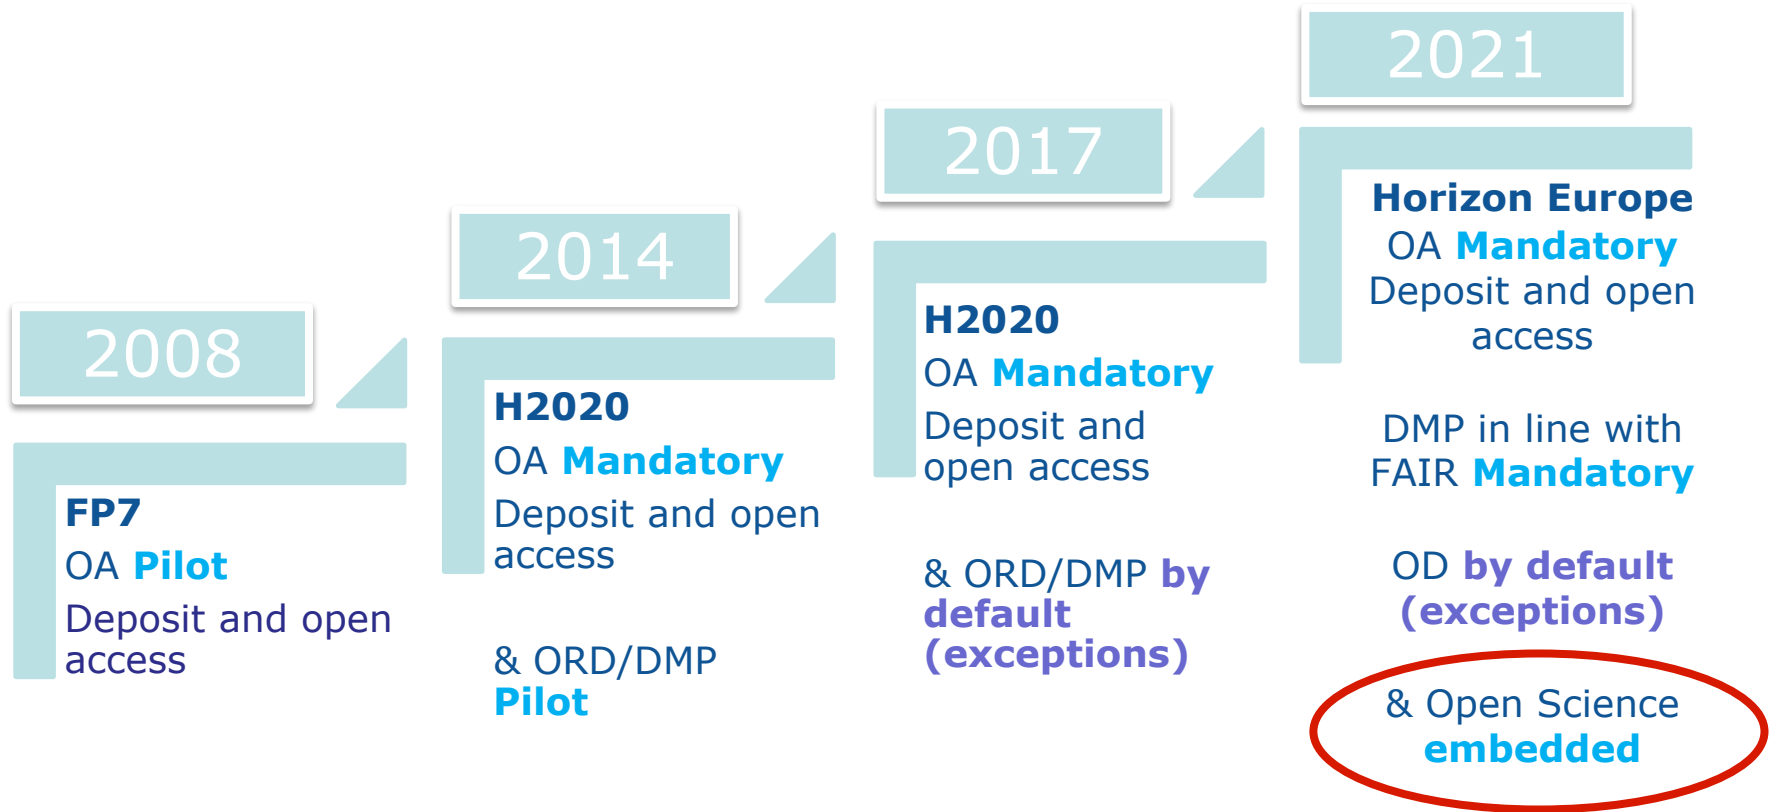 2008
FP7
OA Pilot
Deposit and open
access
2014
H2020
OA Mandatory
Deposit and open
access
& ORD/DMP
Pilot
2017
H2020
OA Mandatory
Deposit and
open access
& ORD/DMP by
default
(exceptions)
2021
Horizon Europe
OA Mandatory
Deposit and open
access
DMP in line with
FAIR Mandatory
OD by default
(exceptions)
& Open Science
embedded